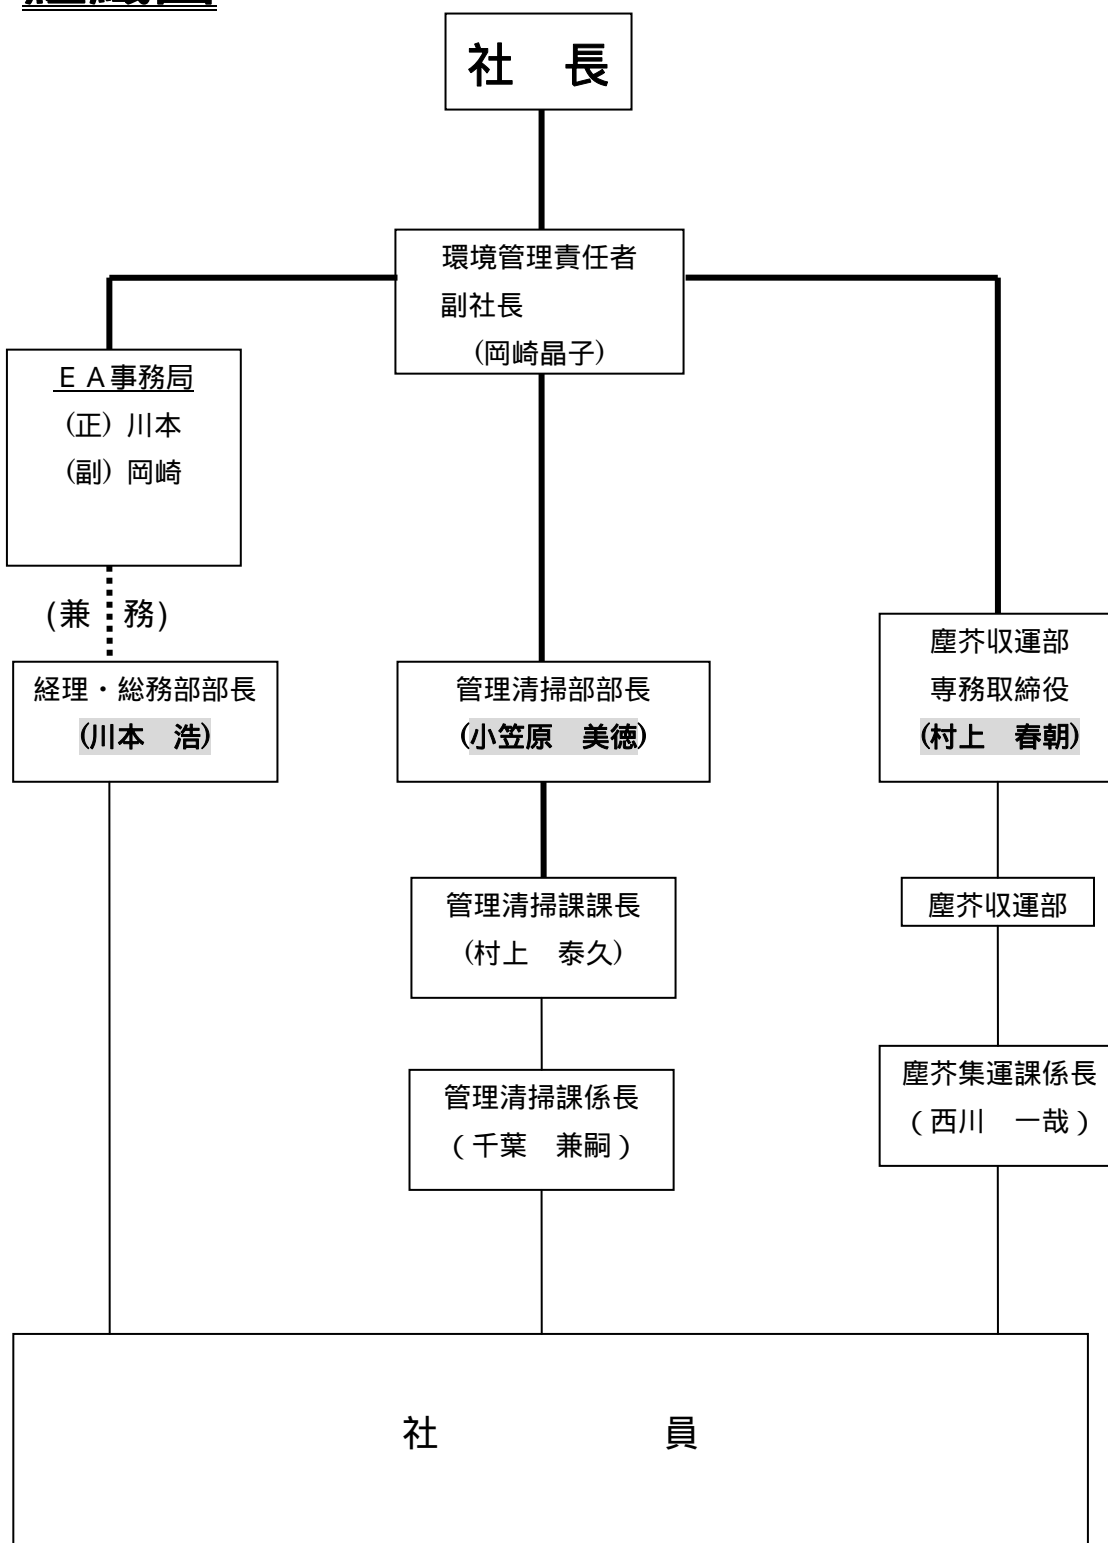 社　長
環境管理責任者
副社長
(岡崎晶子)
ＥＡ事務局
(正) 川本
(副) 岡崎
(兼　務)
経理・総務部部長
(川本　浩)
管理清掃部部長
(小笠原　美徳)
塵芥収運部
専務取締役
(村上　春朝)
管理清掃課課長
(村上　泰久)
塵芥収運部
管理清掃課係長
（千葉　兼嗣）
塵芥集運課係長
（西川　一哉）
社　　　員